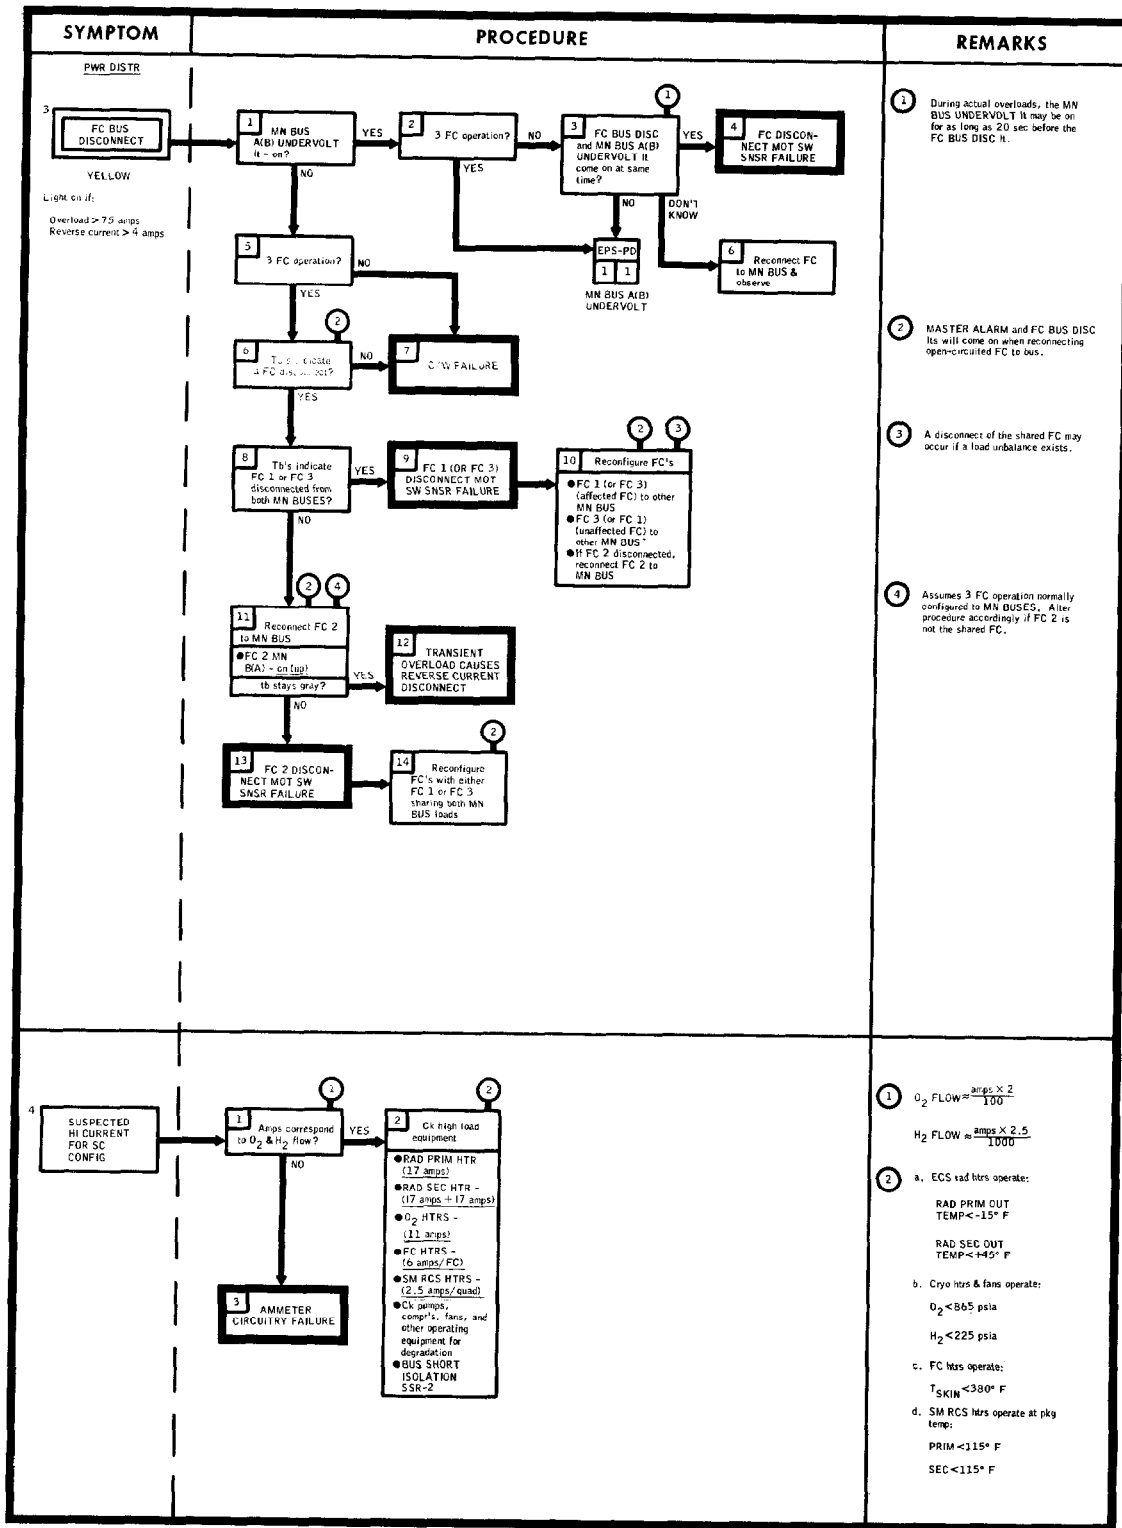 SYMPTOM
PROCEDURE
REMARKS
PWR DISTR
3
FC BUS
DISCONNECT
YELLOW
Light on if:
Overload > 75 amps
Reverse current > 4 amps
1
MN BUS
A(B) UNDERVOLT
lt - on?
YES
NO
2
3 FC operation?
NO
YES
1
3
FC BUS DISC
and MN BUS A(B)
UNDERVOLT lt
come on at same
time?
YES
NO
DON'T
KNOW
4
FC DISCON-
NECT MOT SW
SNSR FAILURE
EPS-PD
1 1
MN BUS A(B)
UNDERVOLT
6
Reconnect FC
to MN BUS &
observe
5
3 FC operation?
NO
YES
2
6
Tb's indicate
a FC disconnect?
NO
YES
7
C/W FAILURE
8
Tb's indicate
FC 1 or FC 3
disconnected from
both MN BUSES?
YES
NO
9
FC 1 (OR FC 3)
DISCONNECT MOT
SW SNSR FAILURE
2 3
10
Reconfigure FC's
●FC 1 (or FC 3)
(affected FC) to other
MN BUS
●FC 3 (or FC 1)
(unaffected FC) to
other MN BUS
●If FC 2 disconnected,
reconnect FC 2 to
MN BUS
2 4
11
Reconnect FC 2
to MN BUS
●FC 2 MN
B(A) - on (up)
tb stays gray?
YES
NO
12
TRANSIENT
OVERLOAD CAUSES
REVERSE CURRENT
DISCONNECT
13
FC 2 DISCON-
NECT MOT SW
SNSR FAILURE
2
14
Reconfigure
FC's with either
FC 1 or FC 3
sharing both MN
BUS loads
1
During actual overloads, the MN
BUS UNDERVOLT lt may be on
for as long as 20 sec before the
FC BUS DISC lt.
2
MASTER ALARM and FC BUS DISC
lts will come on when reconnecting
open-circuited FC to bus.
3
A disconnect of the shared FC may
occur if a load unbalance exists.
4
Assumes 3 FC operation normally
configured to MN BUSES. Alter
procedure accordingly if FC 2 is
not the shared FC.
4
SUSPECTED
HI CURRENT
FOR SC
CONFIG
1
1
Amps correspond
to O2 & H2 flow?
YES
NO
2
2
Ck high load
equipment
●RAD PRIM HTR
(17 amps)
●RAD SEC HTR -
(17 amps + 17 amps)
●O2 HTRS -
(11 amps)
●FC HTRS -
(6 amps/FC)
●SM RCS HTRS -
(2.5 amps/quad)
●Ck pumps,
compr's, fans, and
other operating
equipment for
degradation
●BUS SHORT
ISOLATION
SSR-2
3
AMMETER
CIRCUITRY FAILURE
1
O2 FLOW ≈ amps × 2
100
H2 FLOW ≈ amps × 2.5
1000
2
a. ECS rad htrs operate:
RAD PRIM OUT
TEMP<-15° F
RAD SEC OUT
TEMP<+45° F
b. Cryo htrs & fans operate:
O2<865 psia
H2<225 psia
c. FC htrs operate:
TSKIN<380° F
d. SM RCS htrs operate at pkg
temp:
PRIM<115° F
SEC<115° F